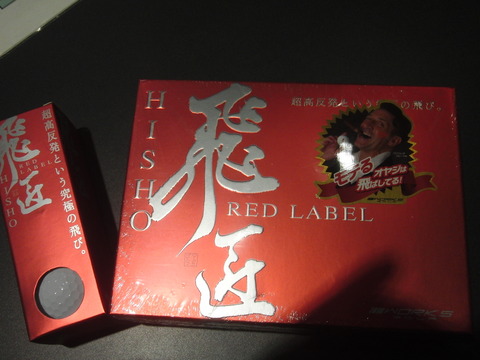 超高反発という究極の飛び。
飛匠
RED LABEL
HISHO
HISHO
飛匠
RED LABEL
超高反発という
の飛び。
モテる
オヤジは
飛ばしてる!